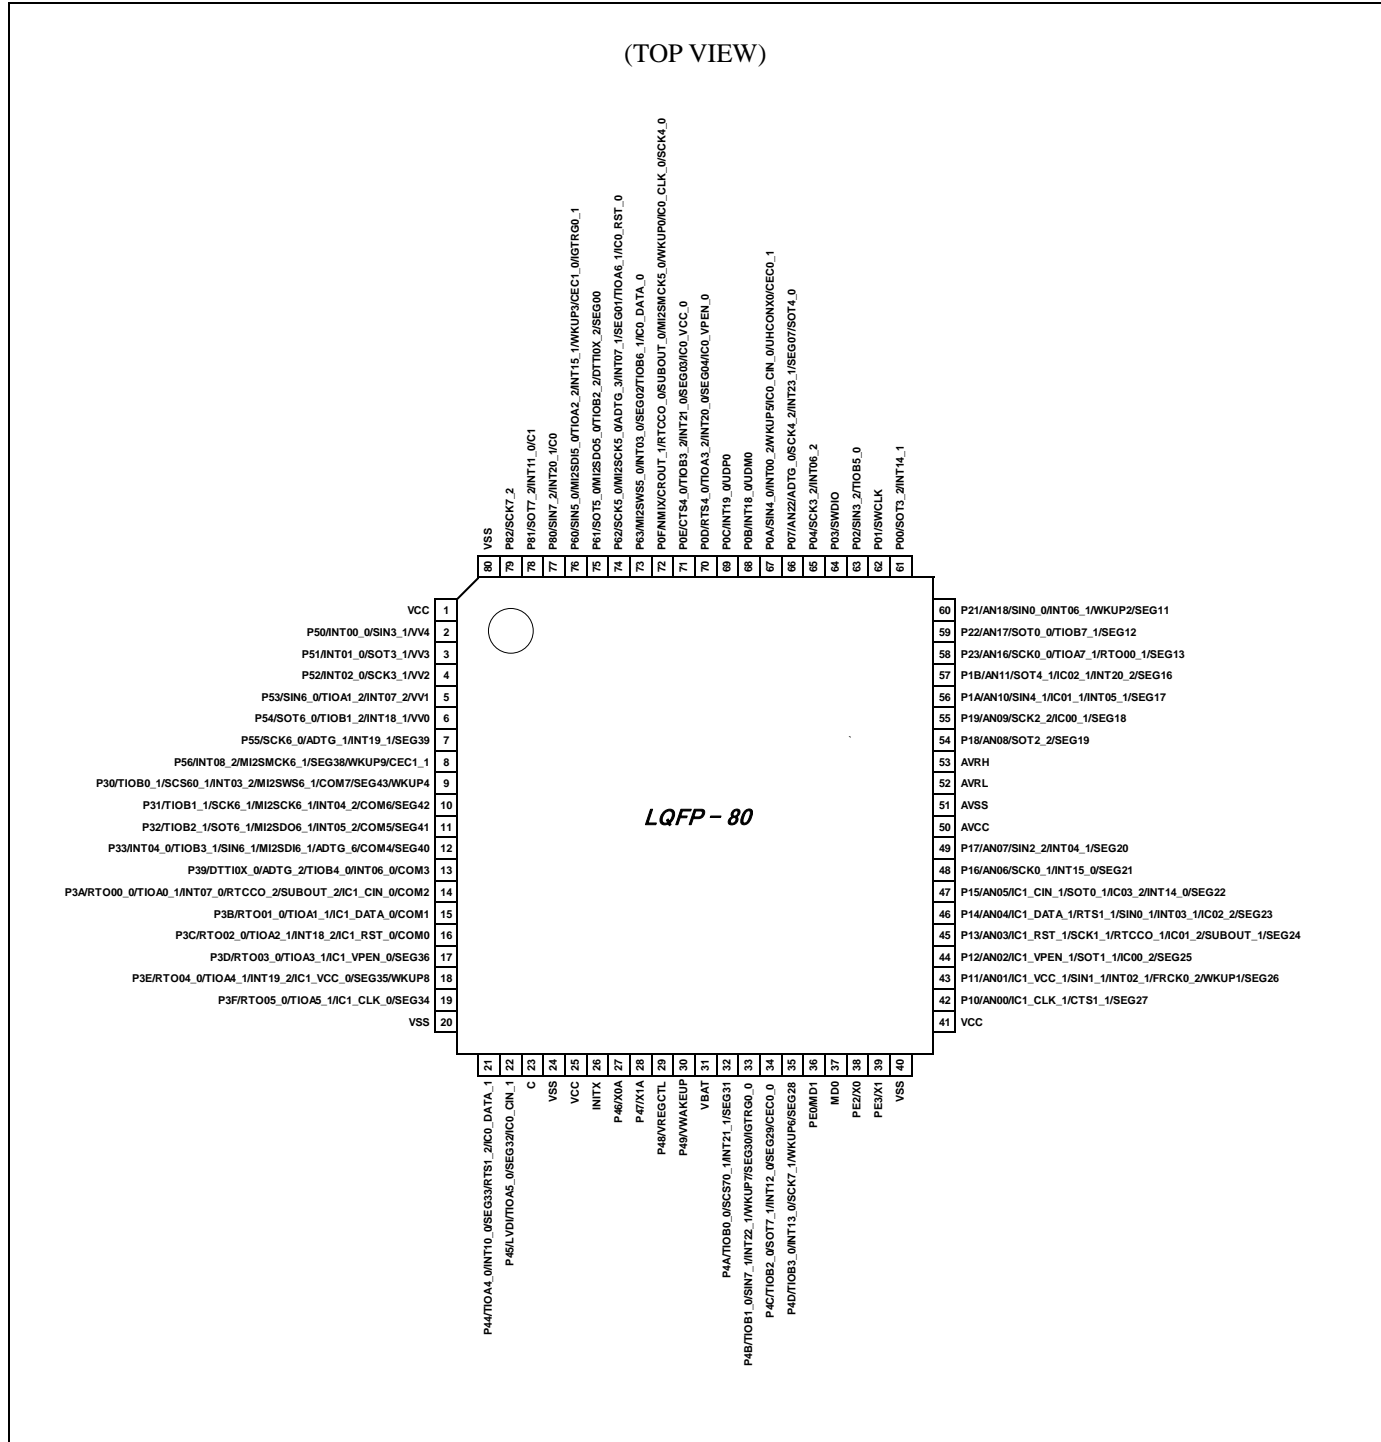 (TOP VIEW)
VSS
P82/SCK7_2
P81/SOT7_2/INT11_0/C1
P80/SIN7_2/INT20_1/C0
P60/SIN5_0/MI2SDI5_0/TIOA2_2/INT15_1/WKUP3/CEC1_0/IGTRG0_1
P61/SOT5_0/MI2SDO5_0/TIOB2_2/DTTI0X_2/SEG00
P62/SCK5_0/MI2SCK5_0/ADTG_3/INT07_1/SEG01/TIOA6_1/IC0_RST_0
P63/MI2SWS5_0/INT03_0/SEG02/TIOB6_1/IC0_DATA_0
P0F/NMIX/CROUT_1/RTCCO_0/SUBOUT_0/MI2SMCK5_0/WKUP0/IC0_CLK_0/SCK4_0
P0E/CTS4_0/TIOB3_2/INT21_0/SEG03/IC0_VCC_0
P0D/RTS4_0/TIOA3_2/INT20_0/SEG04/IC0_VPEN_0
P0C/INT19_0/UDP0
P0B/INT18_0/UDM0
P0A/SIN4_0/INT00_2/WKUP5/IC0_CIN_0/UHCONX0/CEC0_1
P07/AN22/ADTG_0/SCK4_2/INT23_1/SEG07/SOT4_0
P04/SCK3_2/INT06_2
P03/SWDIO
P02/SIN3_2/TIOB5_0
P01/SWCLK
P00/SOT3_2/INT14_1
80 79 78 77 76 75 74 73 72 71 70 69 68 67 66 65 64 63 62 61
VCC 1
P50/INT00_0/SIN3_1/VV4 2
P51/INT01_0/SOT3_1/VV3 3
P52/INT02_0/SCK3_1/VV2 4
P53/SIN6_0/TIOA1_2/INT07_2/VV1 5
P54/SOT6_0/TIOB1_2/INT18_1/VV0 6
P55/SCK6_0/ADTG_1/INT19_1/SEG39 7
P56/INT08_2/MI2SMCK6_1/SEG38/WKUP9/CEC1_1 8
P30/TIOB0_1/SCS60_1/INT03_2/MI2SWS6_1/COM7/SEG43/WKUP4 9
P31/TIOB1_1/SCK6_1/MI2SCK6_1/INT04_2/COM6/SEG42 10
P32/TIOB2_1/SOT6_1/MI2SDO6_1/INT05_2/COM5/SEG41 11
P33/INT04_0/TIOB3_1/SIN6_1/MI2SDI6_1/ADTG_6/COM4/SEG40 12
P39/DTTI0X_0/ADTG_2/TIOB4_0/INT06_0/COM3 13
P3A/RTO00_0/TIOA0_1/INT07_0/RTCCO_2/SUBOUT_2/IC1_CIN_0/COM2 14
P3B/RTO01_0/TIOA1_1/IC1_DATA_0/COM1 15
P3C/RTO02_0/TIOA2_1/INT18_2/IC1_RST_0/COM0 16
P3D/RTO03_0/TIOA3_1/IC1_VPEN_0/SEG36 17
P3E/RTO04_0/TIOA4_1/INT19_2/IC1_VCC_0/SEG35/WKUP8 18
P3F/RTO05_0/TIOA5_1/IC1_CLK_0/SEG34 19
VSS 20
LQFP - 80
60 P21/AN18/SIN0_0/INT06_1/WKUP2/SEG11
59 P22/AN17/SOT0_0/TIOB7_1/SEG12
58 P23/AN16/SCK0_0/TIOA7_1/RTO00_1/SEG13
57 P1B/AN11/SOT4_1/IC02_1/INT20_2/SEG16
56 P1A/AN10/SIN4_1/IC01_1/INT05_1/SEG17
55 P19/AN09/SCK2_2/IC00_1/SEG18
54 P18/AN08/SOT2_2/SEG19
53 AVRH
52 AVRL
51 AVSS
50 AVCC
49 P17/AN07/SIN2_2/INT04_1/SEG20
48 P16/AN06/SCK0_1/INT15_0/SEG21
47 P15/AN05/IC1_CIN_1/SOT0_1/IC03_2/INT14_0/SEG22
46 P14/AN04/IC1_DATA_1/RTS1_1/SIN0_1/INT03_1/IC02_2/SEG23
45 P13/AN03/IC1_RST_1/SCK1_1/RTCCO_1/IC01_2/SUBOUT_1/SEG24
44 P12/AN02/IC1_VPEN_1/SOT1_1/IC00_2/SEG25
43 P11/AN01/IC1_VCC_1/SIN1_1/INT02_1/FRCK0_2/WKUP1/SEG26
42 P10/AN00/IC1_CLK_1/CTS1_1/SEG27
41 VCC
21 22 23 24 25 26 27 28 29 30 31 32 33 34 35 36 37 38 39 40
P44/TIOA4_0/INT10_0/SEG33/RTS1_2/IC0_DATA_1
P45/LVDI/TIOA5_0/SEG32/IC0_CIN_1
C
VSS
VCC
INITX
P46/X0A
P47/X1A
P48/VREGCTL
P49/VWAKEUP
VBAT
P4A/TIOB0_0/SCS70_1/INT21_1/SEG31
P4B/TIOB1_0/SIN7_1/INT22_1/WKUP7/SEG30/IGTRG0_0
P4C/TIOB2_0/SOT7_1/INT12_0/SEG29/CEC0_0
P4D/TIOB3_0/INT13_0/SCK7_1/WKUP6/SEG28
PE0/MD1
MD0
PE2/X0
PE3/X1
VSS